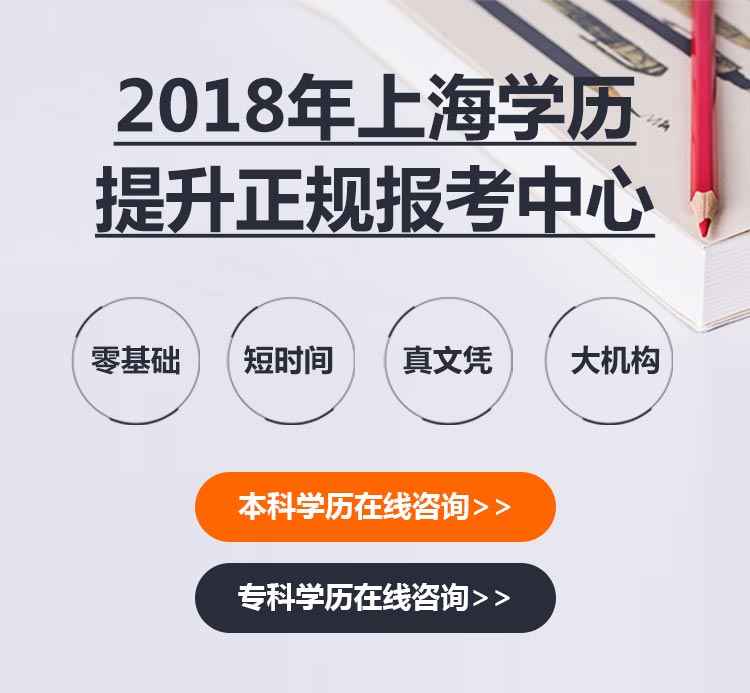 2018年上海学历
提升正规报考中心
零基础
短时间
真文凭
大机构
本科学历在线咨询>>
专科学历在线咨询>>